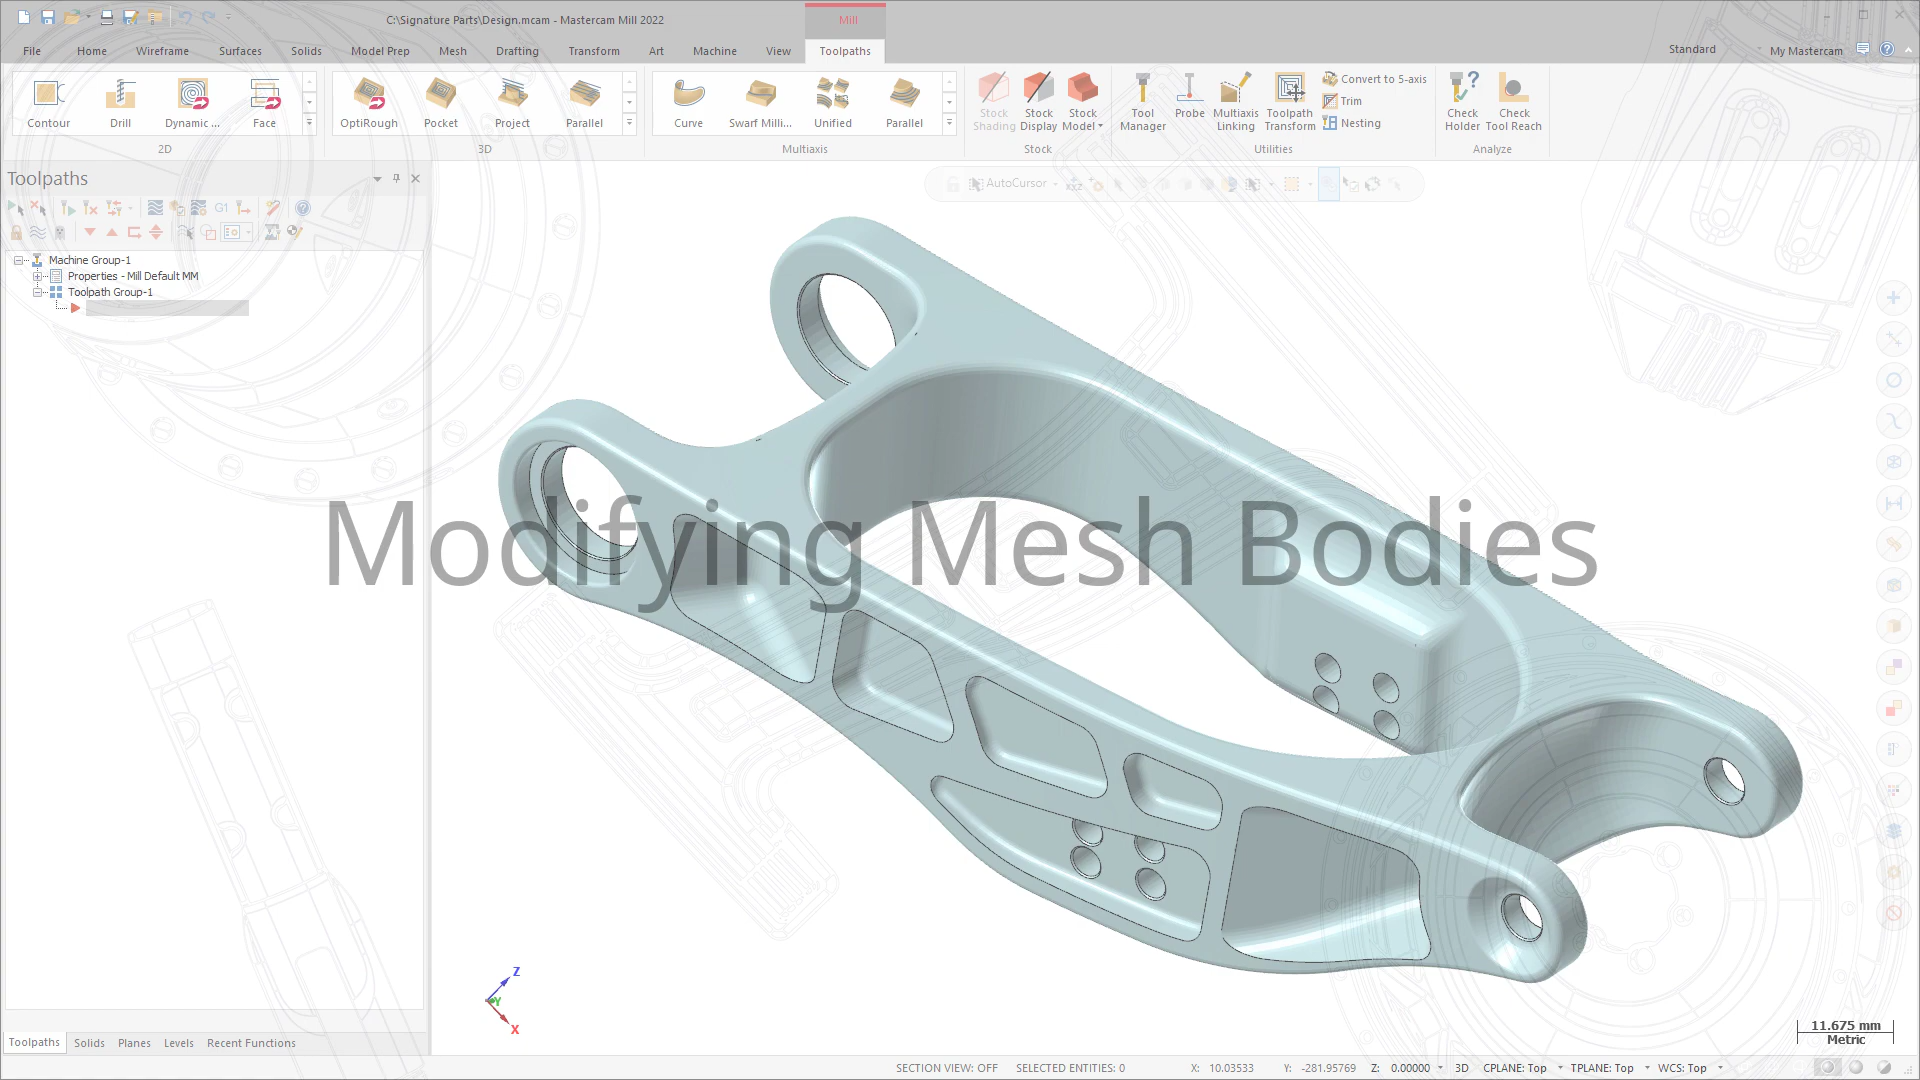 C:\Signature Parts\Design.mcam - Mastercam Mill 2022
Mill
File Home Wireframe Surfaces Solids Model Prep Mesh Drafting Transform Art Machine View Toolpaths
Standard My Mastercam
Contour Drill Dynamic ... Face
2D
OptiRough Pocket Project Parallel
3D
Curve Swarf Milli... Unified Parallel
Multiaxis
Stock Shading
Stock Display
Stock Model
Stock
Tool Manager
Probe
Multiaxis Linking
Toolpath Transform
Convert to 5-axis
Trim
Nesting
Utilities
Check Holder
Check Tool Reach
Analyze
Toolpaths
AutoCursor
G1
Machine Group-1
Properties - Mill Default MM
Toolpath Group-1
Modifying Mesh Bodies
Z
Y
X
11.675 mm
Metric
Toolpaths Solids Planes Levels Recent Functions
SECTION VIEW: OFF SELECTED ENTITIES: 0 X: 10.03533 Y: -281.95769 Z: 0.00000 3D CPLANE: Top TPLANE: Top WCS: Top